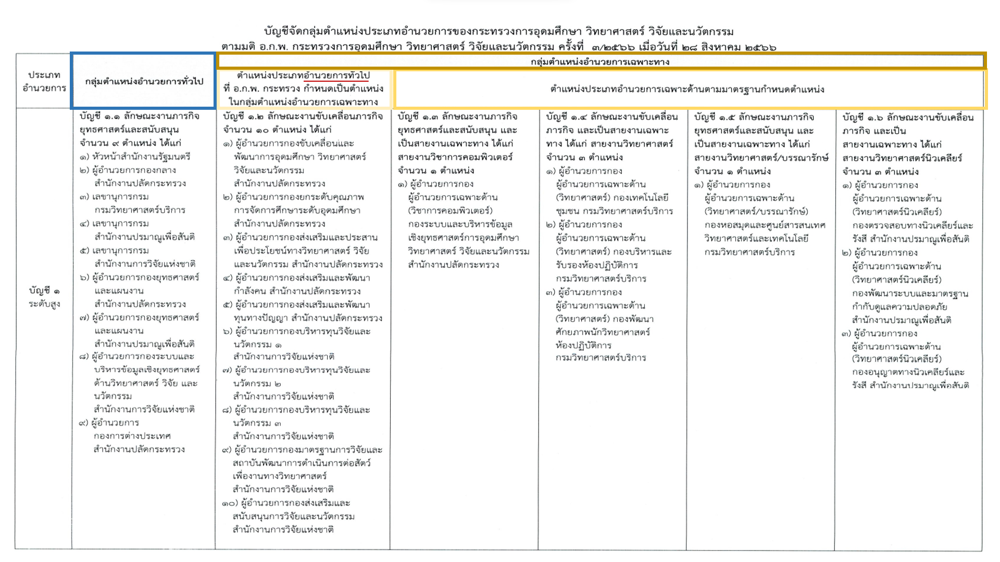 บัญชีจัดกลุ่มตำแหน่งประเภทอำนวยการของกระทรวงการอุดมศึกษา วิทยาศาสตร์ วิจัยและนวัตกรรม
ตามมติ อ.ก.พ. กระทรวงการอุดมศึกษา วิทยาศาสตร์ วิจัยและนวัตกรรม ครั้งที่ ๓/๒๕๖๖ เมื่อวันที่ ๒๘ สิงหาคม ๒๕๖๖
ประเภท
อำนวยการ
กลุ่มตำแหน่งอำนวยการทั่วไป
กลุ่มตำแหน่งอำนวยการเฉพาะทาง
ตำแหน่งประเภทอำนวยการทั่วไป
ที่ อ.ก.พ. กระทรวง กำหนดเป็นตำแหน่ง
ในกลุ่มตำแหน่งอำนวยการเฉพาะทาง
ตำแหน่งประเภทอำนวยการเฉพาะด้านตามมาตรฐานกำหนดตำแหน่ง
บัญชี ๑
ระดับสูง
บัญชี ๑.๑ ลักษณะงานภารกิจ
ยุทธศาสตร์และสนับสนุน
จำนวน ๙ ตำแหน่ง ได้แก่
๑) หัวหน้าสำนักงานรัฐมนตรี
๒) ผู้อำนวยการกองกลาง
สำนักงานปลัดกระทรวง
๓) เลขานุการกรม
กรมวิทยาศาสตร์บริการ
๔) เลขานุการกรม
สำนักงานปรมาณูเพื่อสันติ
๕) เลขานุการกรม
สำนักงานการวิจัยแห่งชาติ
๖) ผู้อำนวยการกองยุทธศาสตร์
และแผนงาน
สำนักงานปลัดกระทรวง
๗) ผู้อำนวยการกองยุทธศาสตร์
และแผนงาน
สำนักงานปรมาณูเพื่อสันติ
๘) ผู้อำนวยการกองระบบและ
บริหารข้อมูลเชิงยุทธศาสตร์
ด้านวิทยาศาสตร์ วิจัย และ
นวัตกรรม
สำนักงานการวิจัยแห่งชาติ
๙) ผู้อำนวยการ
กองการต่างประเทศ
สำนักงานปลัดกระทรวง
บัญชี ๑.๒ ลักษณะงานขับเคลื่อนภารกิจ
จำนวน ๑๐ ตำแหน่ง ได้แก่
๑) ผู้อำนวยการกองขับเคลื่อนและ
พัฒนาการอุดมศึกษา วิทยาศาสตร์
วิจัยและนวัตกรรม
สำนักงานปลัดกระทรวง
๒) ผู้อำนวยการกองยกระดับคุณภาพ
การจัดการศึกษาระดับอุดมศึกษา
สำนักงานปลัดกระทรวง
๓) ผู้อำนวยการกองส่งเสริมและประสาน
เพื่อประโยชน์ทางวิทยาศาสตร์ วิจัย
และนวัตกรรม สำนักงานปลัดกระทรวง
๔) ผู้อำนวยการกองส่งเสริมและพัฒนา
กำลังคน สำนักงานปลัดกระทรวง
๕) ผู้อำนวยการกองส่งเสริมและพัฒนา
ทุนทางปัญญา สำนักงานปลัดกระทรวง
๖) ผู้อำนวยการกองบริหารทุนวิจัยและ
นวัตกรรม ๑
สำนักงานการวิจัยแห่งชาติ
๗) ผู้อำนวยการกองบริหารทุนวิจัยและ
นวัตกรรม ๒
สำนักงานการวิจัยแห่งชาติ
๘) ผู้อำนวยการกองบริหารทุนวิจัยและ
นวัตกรรม ๓
สำนักงานการวิจัยแห่งชาติ
๙) ผู้อำนวยการกองมาตรฐานการวิจัยและ
สถาบันพัฒนาการดำเนินการต่อสัตว์
เพื่องานทางวิทยาศาสตร์
สำนักงานการวิจัยแห่งชาติ
๑๐) ผู้อำนวยการกองส่งเสริมและ
สนับสนุนการวิจัยและนวัตกรรม
สำนักงานการวิจัยแห่งชาติ
บัญชี ๑.๓ ลักษณะงานภารกิจ
ยุทธศาสตร์และสนับสนุน และ
เป็นสายงานเฉพาะทาง ได้แก่
สายงานวิชาการคอมพิวเตอร์
จำนวน ๑ ตำแหน่ง
๑) ผู้อำนวยการกอง
ผู้อำนวยการเฉพาะด้าน
(วิชาการคอมพิวเตอร์)
กองระบบและบริหารข้อมูล
เชิงยุทธศาสตร์การอุดมศึกษา
วิทยาศาสตร์ วิจัยและนวัตกรรม
สำนักงานปลัดกระทรวง
บัญชี ๑.๔ ลักษณะงานขับเคลื่อน
ภารกิจ และเป็นสายงานเฉพาะ
ทาง ได้แก่ สายงานวิทยาศาสตร์
จำนวน ๓ ตำแหน่ง
๑) ผู้อำนวยการกอง
ผู้อำนวยการเฉพาะด้าน
(วิทยาศาสตร์) กองเทคโนโลยี
ชุมชน กรมวิทยาศาสตร์บริการ
๒) ผู้อำนวยการกอง
ผู้อำนวยการเฉพาะด้าน
(วิทยาศาสตร์) กองบริหารและ
รับรองห้องปฏิบัติการ
กรมวิทยาศาสตร์บริการ
๓) ผู้อำนวยการกอง
ผู้อำนวยการเฉพาะด้าน
(วิทยาศาสตร์) กองพัฒนา
ศักยภาพนักวิทยาศาสตร์
ห้องปฏิบัติการ
กรมวิทยาศาสตร์บริการ
บัญชี ๑.๕ ลักษณะงานภารกิจ
ยุทธศาสตร์และสนับสนุน และ
เป็นสายงานเฉพาะทาง ได้แก่
สายงานวิทยาศาสตร์/บรรณารักษ์
จำนวน ๑ ตำแหน่ง
๑) ผู้อำนวยการกอง
ผู้อำนวยการเฉพาะด้าน
(วิทยาศาสตร์/บรรณารักษ์)
กองหอสมุดและศูนย์สารสนเทศ
วิทยาศาสตร์และเทคโนโลยี
กรมวิทยาศาสตร์บริการ
บัญชี ๑.๖ ลักษณะงานขับเคลื่อน
ภารกิจ และเป็น
สายงานเฉพาะทาง ได้แก่
สายงานวิทยาศาสตร์นิวเคลียร์
จำนวน ๓ ตำแหน่ง
๑) ผู้อำนวยการกอง
ผู้อำนวยการเฉพาะด้าน
(วิทยาศาสตร์นิวเคลียร์)
กองตรวจสอบทางนิวเคลียร์และ
รังสี สำนักงานปรมาณูเพื่อสันติ
๒) ผู้อำนวยการกอง
ผู้อำนวยการเฉพาะด้าน
(วิทยาศาสตร์นิวเคลียร์)
กองพัฒนาระบบและมาตรฐาน
กำกับดูแลความปลอดภัย
สำนักงานปรมาณูเพื่อสันติ
๓) ผู้อำนวยการกอง
ผู้อำนวยการเฉพาะด้าน
(วิทยาศาสตร์นิวเคลียร์)
กองอนุญาตทางนิวเคลียร์และ
รังสี สำนักงานปรมาณูเพื่อสันติ